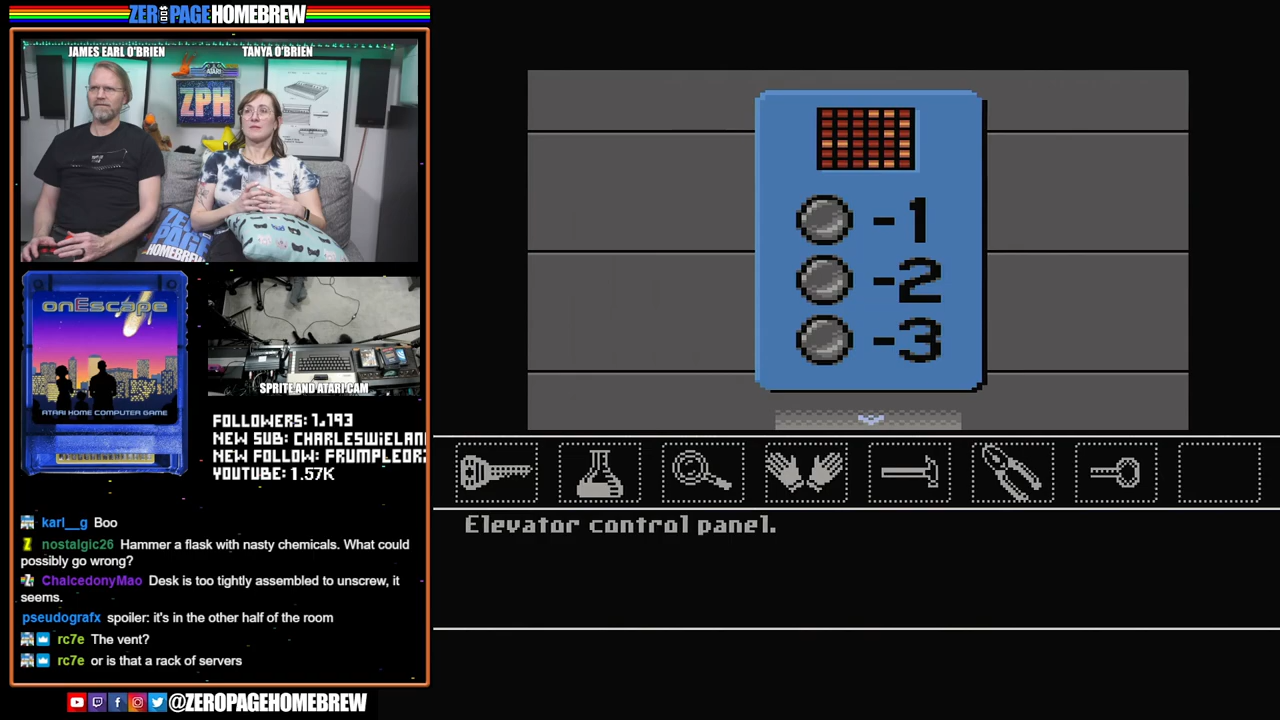 ZEROPAGE HOMEBREW
JAMES EARL O'BRIEN
TANYA O'BRIEN
ATARI
ZPH
onEscape
ATARI HOME COMPUTER GAME
ZERO
PAGE
HOMEBREW
SPRITE AND ATARI CAM
FOLLOWERS: 1,193
NEW SUB: CHARLESWIELAN
NEW FOLLOW: FRUMPLEOR
YOUTUBE: 1.57K
karl__g Boo
nostalgic26 Hammer a flask with nasty chemicals. What could
possibly go wrong?
ChalcedonyMao Desk is too tightly assembled to unscrew, it
seems.
pseudografx spoiler: it's in the other half of the room
rc7e The vent?
rc7e or is that a rack of servers
@ZEROPAGEHOMEBREW
-3
-1
-2
-3
Elevator control panel.